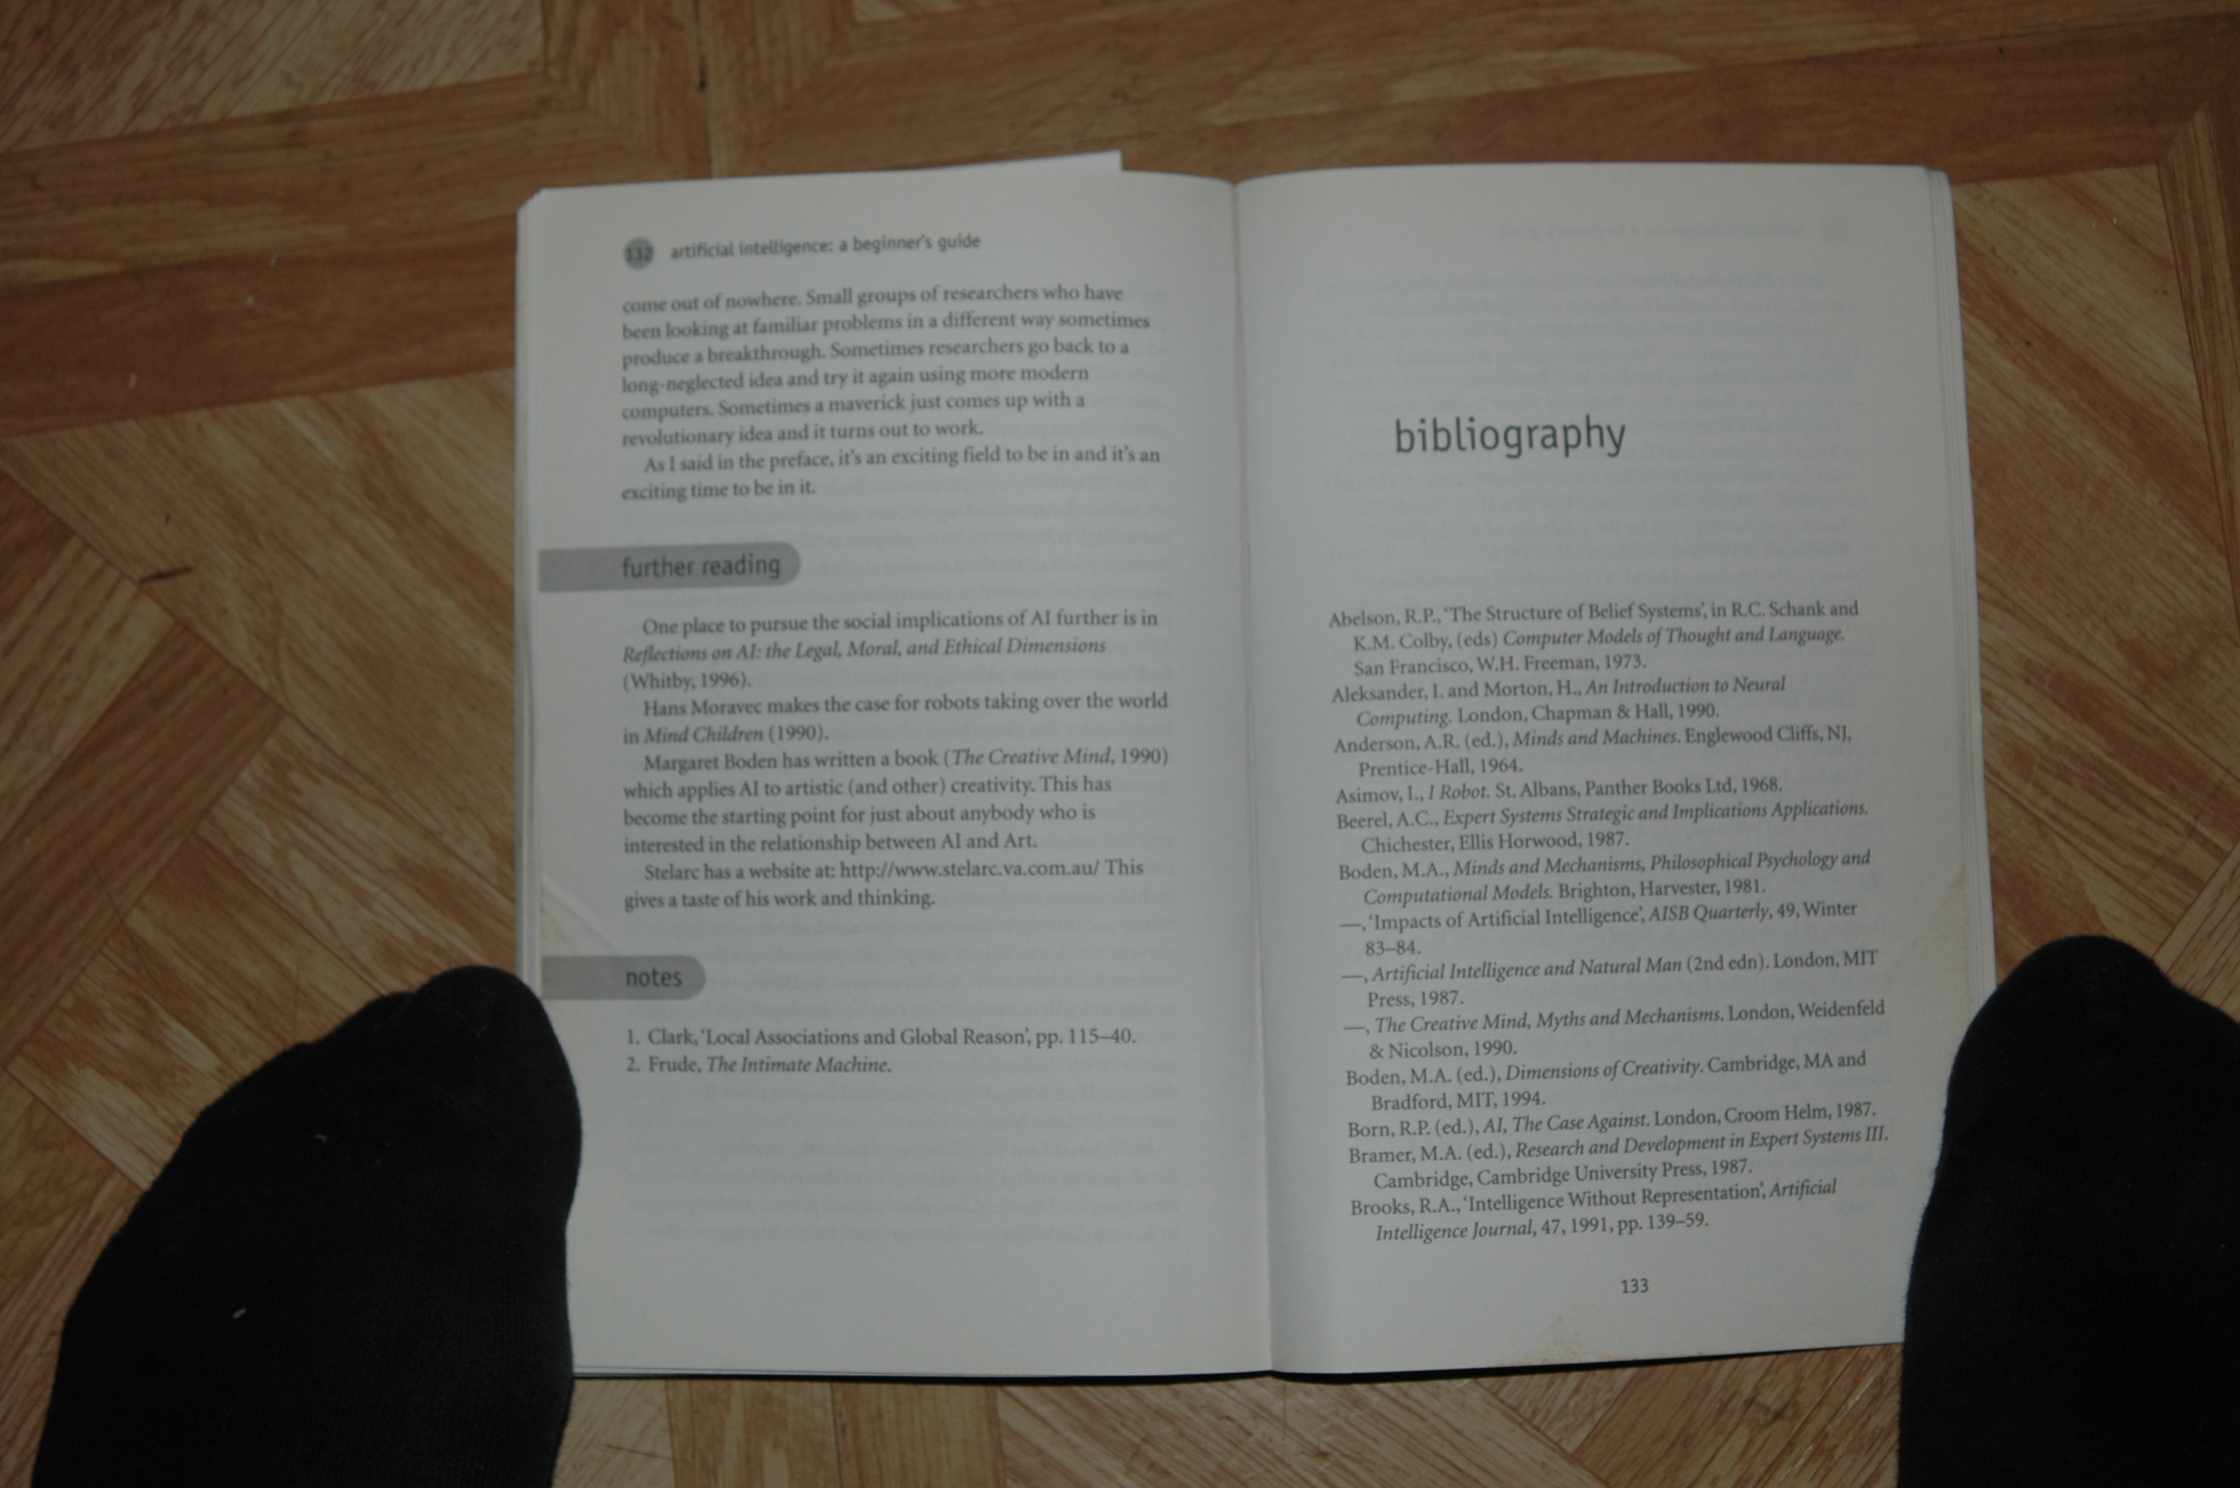 132 artificial intelligence: a beginner's guide
come out of nowhere. Small groups of researchers who have
been looking at familiar problems in a different way sometimes
produce a breakthrough. Sometimes researchers go back to a
long-neglected idea and try it again using more modern
computers. Sometimes a maverick just comes up with a
revolutionary idea and it turns out to work.
As I said in the preface, it's an exciting field to be in and it's an
exciting time to be in it.
further reading
One place to pursue the social implications of AI further is in
Reflections on AI: the Legal, Moral, and Ethical Dimensions
(Whitby, 1996).
Hans Moravec makes the case for robots taking over the world
in Mind Children (1990).
Margaret Boden has written a book (The Creative Mind, 1990)
which applies AI to artistic (and other) creativity. This has
become the starting point for just about anybody who is
interested in the relationship between AI and Art.
Stelarc has a website at: http://www.stelarc.va.com.au/ This
gives a taste of his work and thinking.
notes
1. Clark, 'Local Associations and Global Reason', pp. 115–40.
2. Frude, The Intimate Machine.
bibliography
Abelson, R.P., 'The Structure of Belief Systems', in R.C. Schank and
K.M. Colby, (eds) Computer Models of Thought and Language.
San Francisco, W.H. Freeman, 1973.
Aleksander, I. and Morton, H., An Introduction to Neural
Computing. London, Chapman & Hall, 1990.
Anderson, A.R. (ed.), Minds and Machines. Englewood Cliffs, NJ,
Prentice-Hall, 1964.
Asimov, I., I Robot. St. Albans, Panther Books Ltd, 1968.
Beerel, A.C., Expert Systems Strategic and Implications Applications.
Chichester, Ellis Horwood, 1987.
Boden, M.A., Minds and Mechanisms, Philosophical Psychology and
Computational Models. Brighton, Harvester, 1981.
—, 'Impacts of Artificial Intelligence', AISB Quarterly, 49, Winter
83–84.
—, Artificial Intelligence and Natural Man (2nd edn). London, MIT
Press, 1987.
—, The Creative Mind, Myths and Mechanisms. London, Weidenfeld
& Nicolson, 1990.
Boden, M.A. (ed.), Dimensions of Creativity. Cambridge, MA and
Bradford, MIT, 1994.
Born, R.P. (ed.), AI, The Case Against. London, Croom Helm, 1987.
Bramer, M.A. (ed.), Research and Development in Expert Systems III.
Cambridge, Cambridge University Press, 1987.
Brooks, R.A., 'Intelligence Without Representation', Artificial
Intelligence Journal, 47, 1991, pp. 139–59.
133